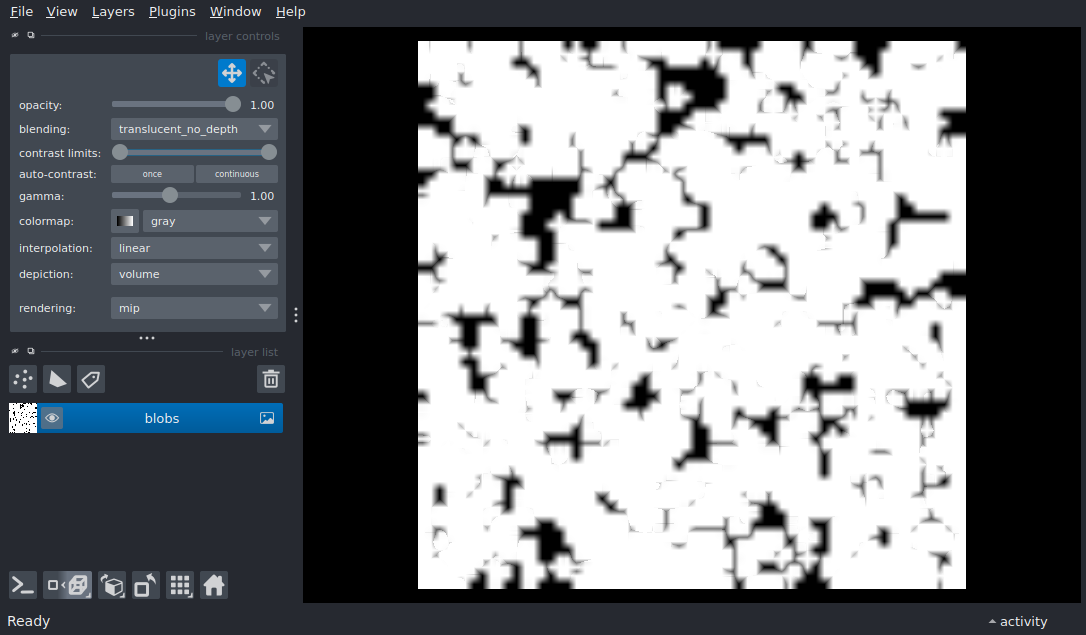 File View Layers Plugins Window Help
layer controls
opacity: 1.00
blending: translucent_no_depth
contrast limits:
auto-contrast: once continuous
gamma: 1.00
colormap: gray
interpolation: linear
depiction: volume
rendering: mip
layer list
blobs
Ready activity